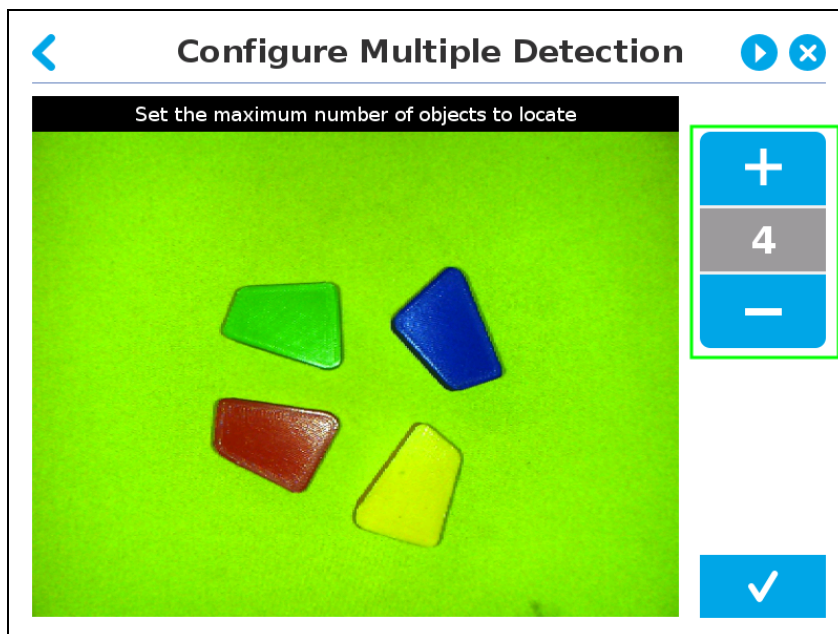 Configure Multiple Detection
Set the maximum number of objects to locate
+
4
−